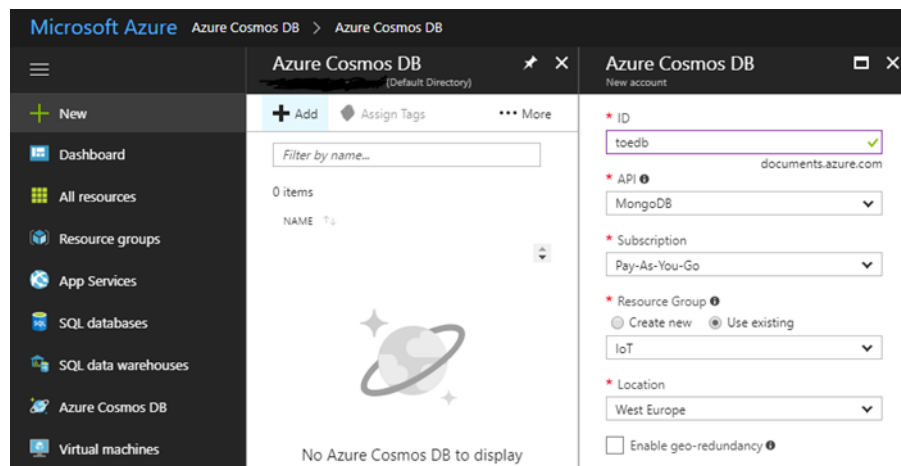 Microsoft Azure Azure Cosmos DB > Azure Cosmos DB
New
Dashboard
All resources
Resource groups
App Services
SQL databases
SQL data warehouses
Azure Cosmos DB
Virtual machines
Azure Cosmos DB
(Default Directory)
Add Assign Tags ••• More
Filter by name...
0 items
NAME
No Azure Cosmos DB to display
Azure Cosmos DB
New account
* ID
toedb
documents.azure.com
* API
MongoDB
* Subscription
Pay-As-You-Go
* Resource Group
Create new Use existing
IoT
* Location
West Europe
Enable geo-redundancy